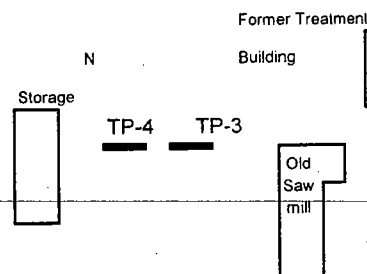 Former Treatment
N
Building
Storage
TP-4
TP-3
Old
Saw
mill